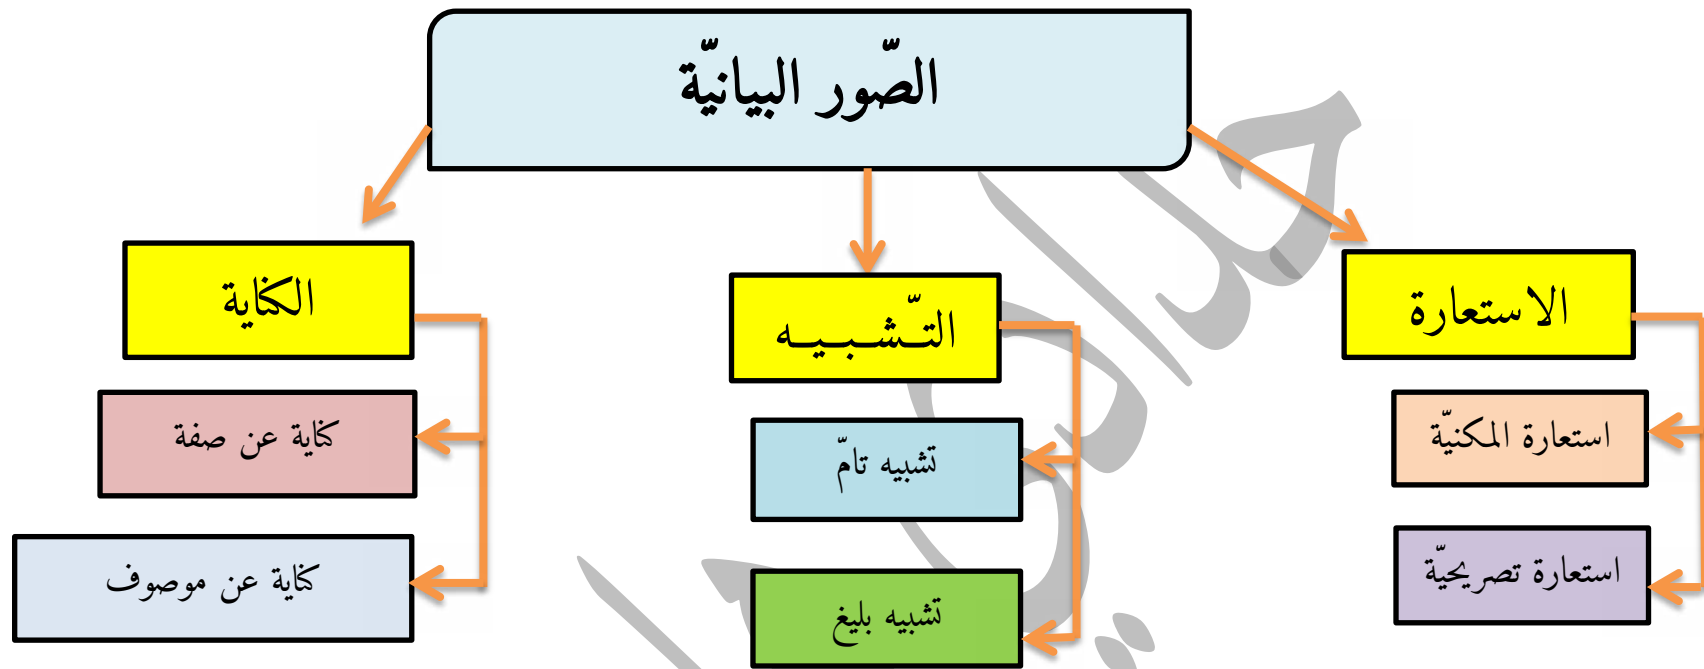 الصّور البيانيّة
الاستعارة
استعارة المكنيّة
استعارة تصريحيّة
التّشبيه
تشبيه تامّ
تشبيه بليغ
الكناية
كناية عن صفة
كناية عن موصوف